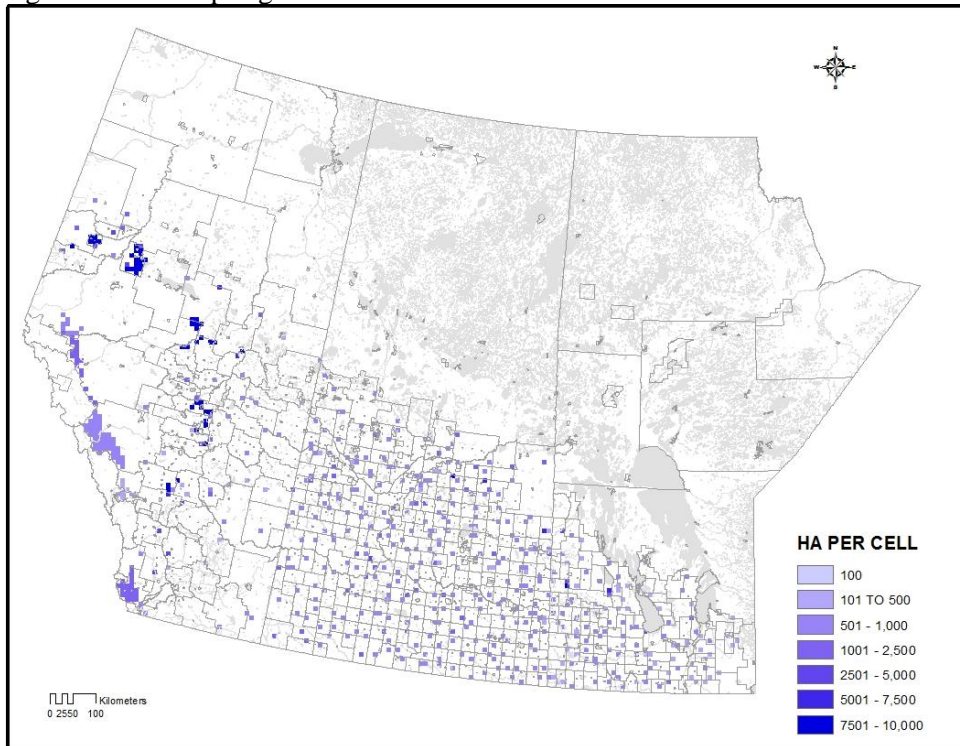 N
W E
S
HA PER CELL
100
101 TO 500
501 - 1,000
1001 - 2,500
2501 - 5,000
5001 - 7,500
7501 - 10,000
Kilometers
0 2550 100